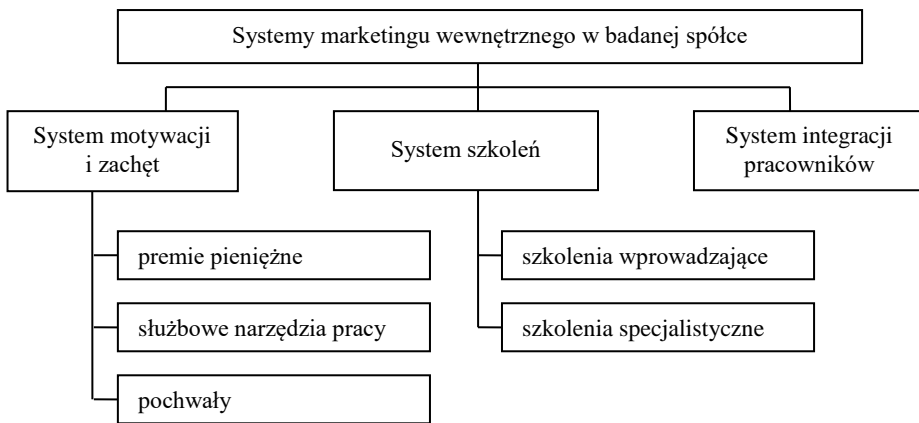 Systemy marketingu wewnętrznego w badanej spółce
System motywacji
i zachęt
System szkoleń
System integracji
pracowników
premie pieniężne
służbowe narzędzia pracy
pochwały
szkolenia wprowadzające
szkolenia specjalistyczne